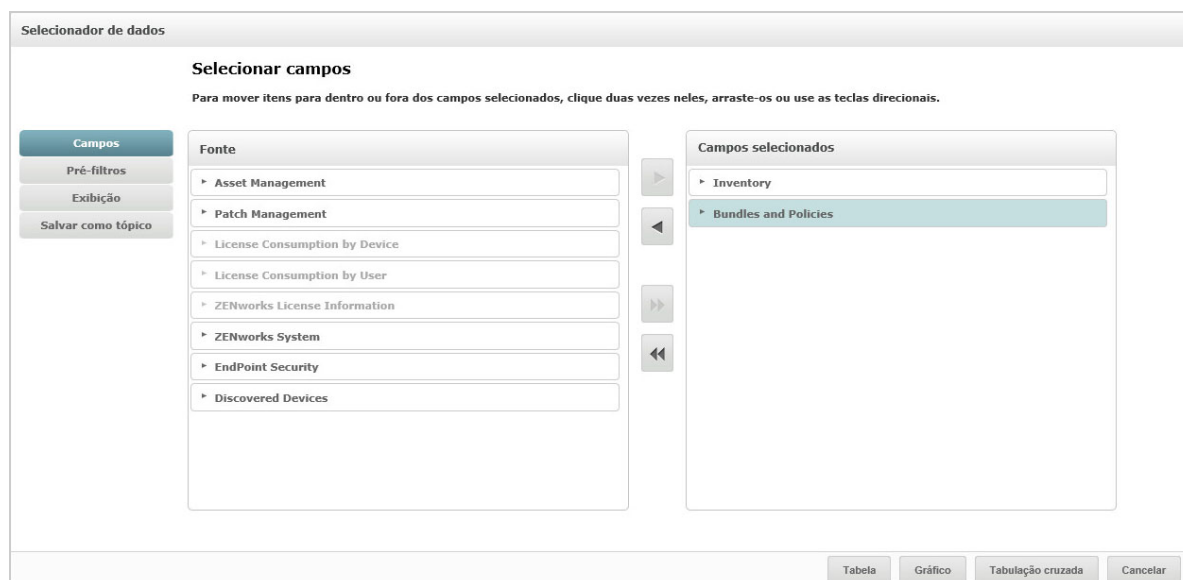 Selecionador de dados
Selecionar campos
Para mover itens para dentro ou fora dos campos selecionados, clique duas vezes neles, arraste-os ou use as teclas direcionais.
Campos
Pré-filtros
Exibição
Salvar como tópico
Fonte
Asset Management
Patch Management
License Consumption by Device
License Consumption by User
ZENworks License Information
ZENworks System
EndPoint Security
Discovered Devices
Campos selecionados
Inventory
Bundles and Policies
Tabela
Gráfico
Tabulação cruzada
Cancelar